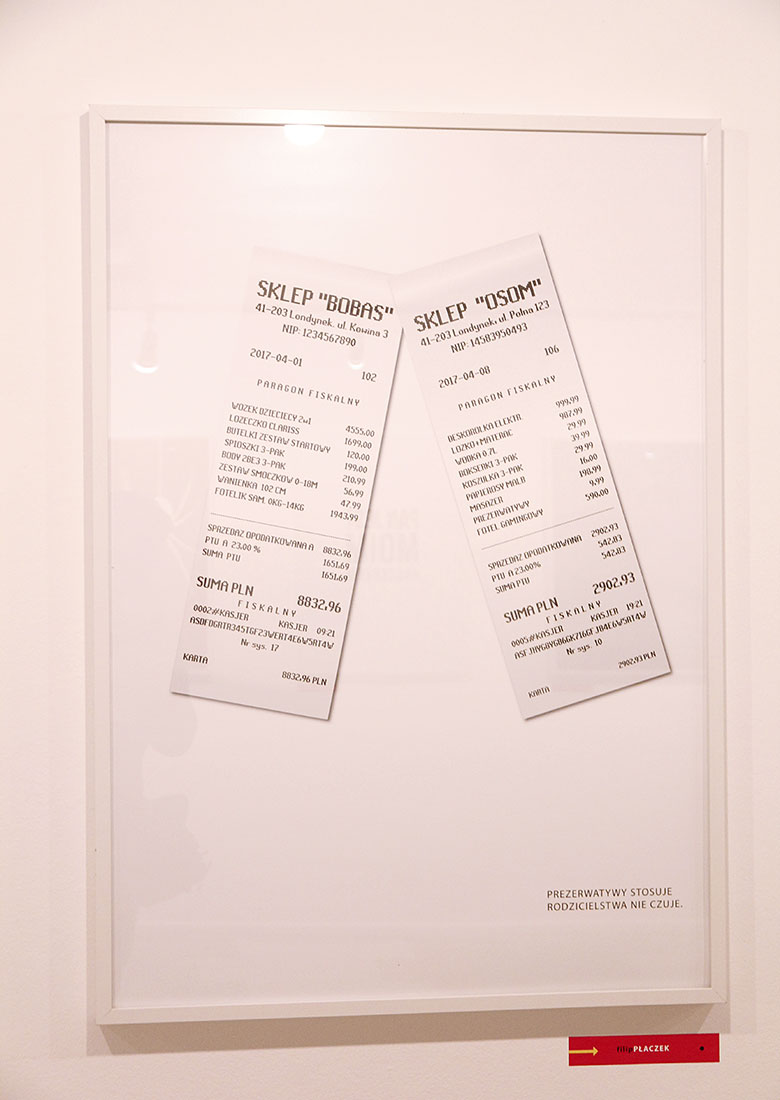 SKLEP "BOBAS"
41-203 Londynek, ul. Kowina 3
NIP: 1234567890
2017-04-01 102
PARAGON FISKALNY
WOZEK DZIECIECY 2w1 4555.00
LOZECZKO CLARISS 1699.00
BUTELKI ZESTAW STARTOWY 120.00
SPIOSZKI 3-PAK 199.00
BODY 28E3 3-PAK 210,99
ZESTAW SMOCZKOW 0-18M 56.99
WANIENKA 102 CM 47.99
FOTELIK SAM. 0KG-14KG 1943,99
SPRZEDAZ OPODATKOWANA A 8832,96
PTU A 23,00 % 1651.69
SUMA PTU 1651.69
SUMA PLN 8832,96
FISKALNY
0002#KASJER KASJER 09:21
Nr sys. 17
KARTA 8832,96 PLN
SKLEP "OSOM"
41-203 Londynek, ul. Polna 123
NIP: 14583950493
2017-04-08 106
PARAGON FISKALNY
DESKOROLKA ELEKTR. 999,99
LOZKO+MATERAC 987,99
WODKA 0.7L 29.99
BOKSERKI 3-PAK 39.99
KOSZULKA 3-PAK 29.99
PAPIEROSY MALB 16.00
MASAZER 198,99
PREZERWATYWY 9.99
FOTEL GAMINGOWY 590.00
SPRZEDAZ OPODATKOWANA 2902,93
PTU A 23.00% 542,83
SUMA PTU 542,83
SUMA PLN 2902,93
FISKALNY
0005#KASJER KASJER 19:21
Nr sys. 10
KARTA 2902,93 PLN
PREZERWATYWY STOSUJE
RODZICIELSTWA NIE CZUJE.
filip PŁACZEK